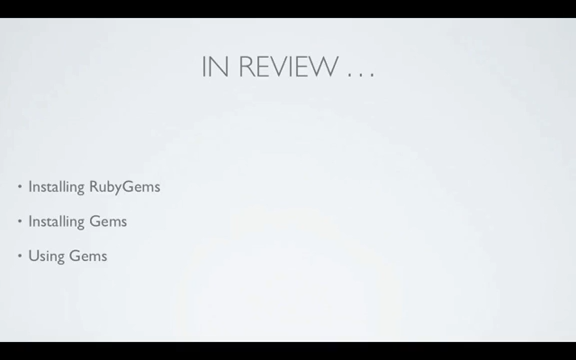 IN REVIEW . . .
• Installing RubyGems
• Installing Gems
• Using Gems